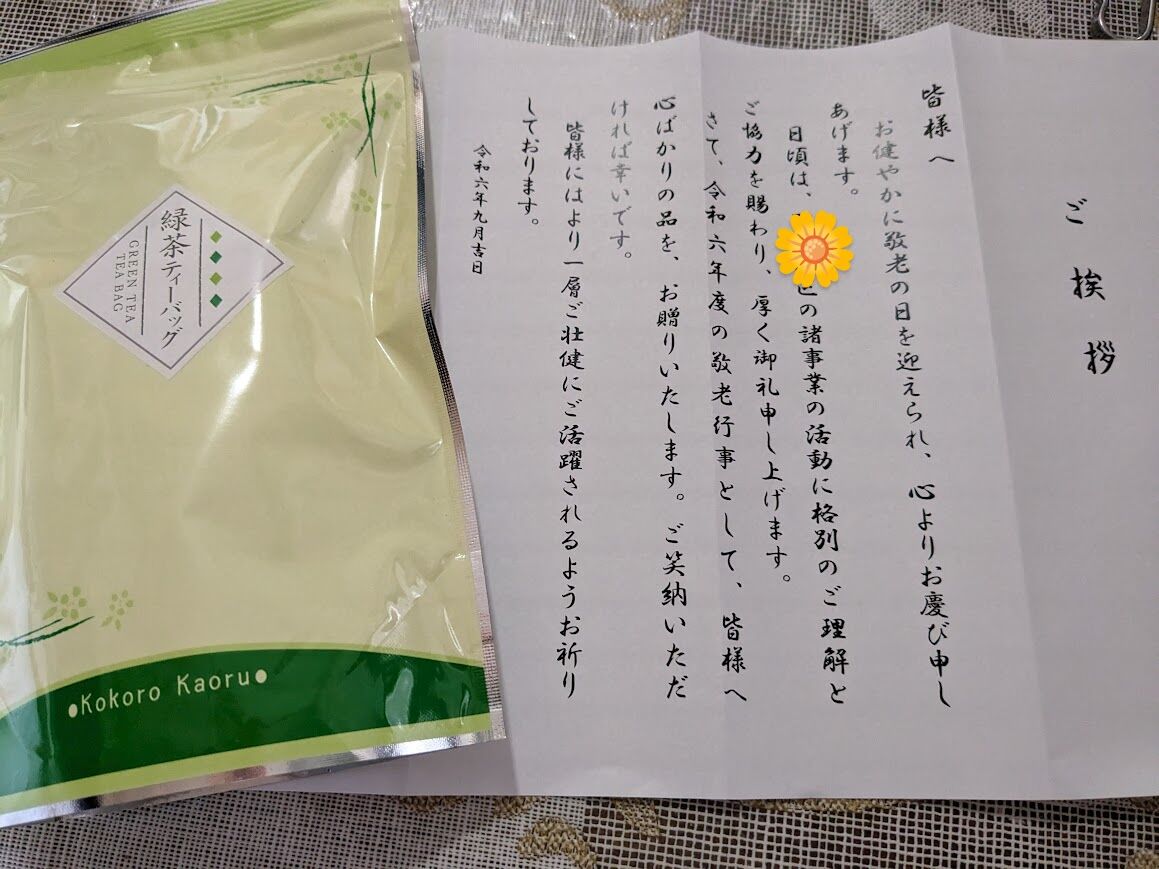 ご挨拶
皆様へ
お健やかに敬老の日を迎えられ、心よりお慶び申し
あげます。
日頃は、の諸事業の活動に格別のご理解と
ご協力を賜わり、厚く御礼申し上げます。
さて、令和六年度の敬老行事として、皆様へ
心ばかりの品を、お贈りいたします。ご笑納いただ
ければ幸いです。
皆様にはより一層ご壮健にご活躍されるようお祈り
しております。
令和六年九月吉日
緑茶ティーバッグ
GREEN TEA
TEA BAG
●Kokoro Kaoru●